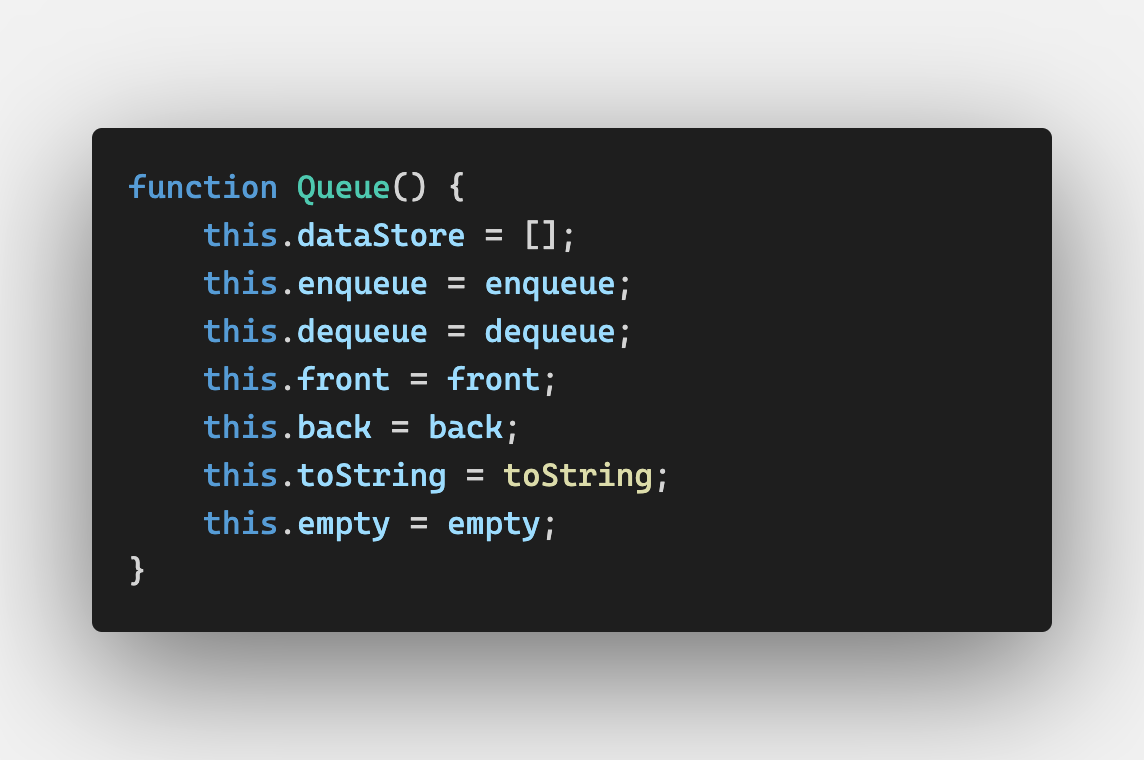 function Queue() {
    this.dataStore = [];
    this.enqueue = enqueue;
    this.dequeue = dequeue;
    this.front = front;
    this.back = back;
    this.toString = toString;
    this.empty = empty;
}